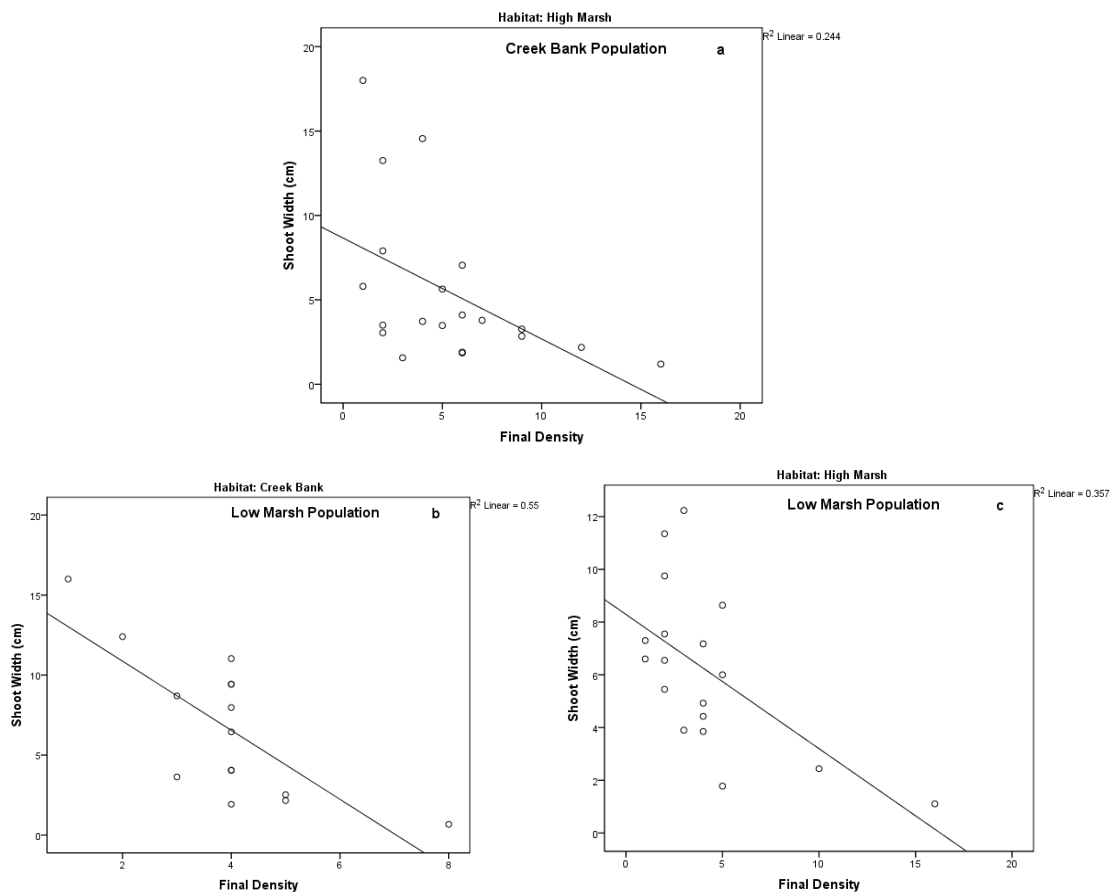 Habitat: High Marsh
R² Linear = 0.244
Creek Bank Population a
20
15
10
5
0
Shoot Width (cm)
0 5 10 15 20
Final Density
Habitat: Creek Bank
R² Linear = 0.55
Low Marsh Population b
20
15
10
5
0
Shoot Width (cm)
2 4 6 8
Final Density
Habitat: High Marsh
R² Linear = 0.357
Low Marsh Population c
12
10
8
6
4
2
0
Shoot Width (cm)
0 5 10 15 20
Final Density